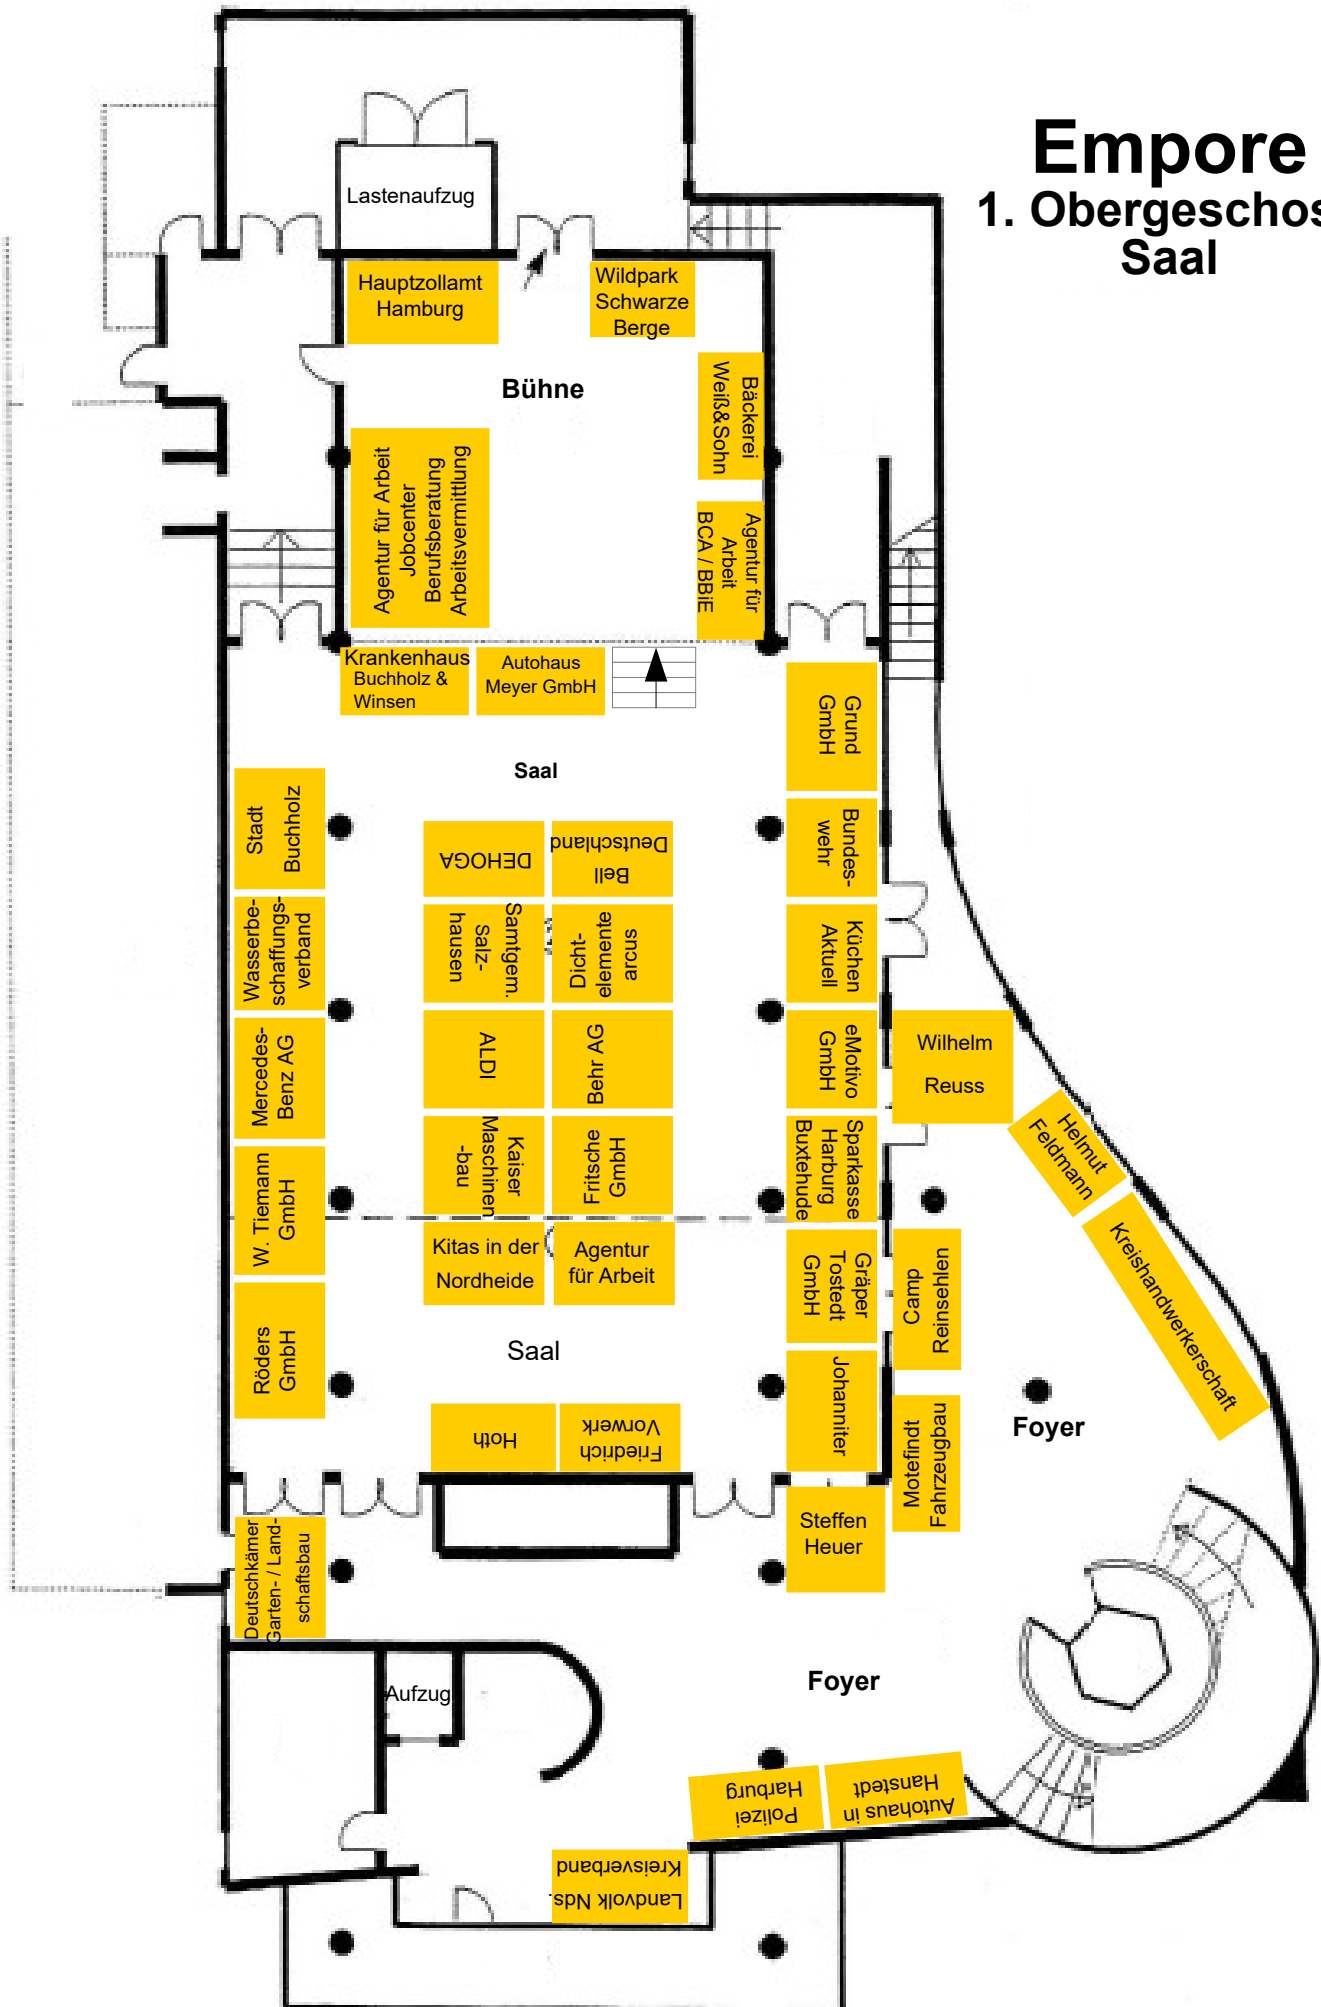 Empore
1. Obergeschos
Saal
Lastenaufzug
Hauptzollamt
Hamburg
Wildpark
Schwarze
Berge
Bühne
Bäckerei
Weiß&Sohn
Agentur für Arbeit
Jobcenter
Berufsberatung
Arbeitsvermittlung
Agentur für
Arbeit
BCA / BBiE
Krankenhaus
Buchholz &
Winsen
Autohaus
Meyer GmbH
Grund
GmbH
Saal
Stadt
Buchholz
DEHOGA
Bell
Deutschland
Bundes-
wehr
Wasserbe-
schaffungs-
verband
Samtgem.
Salz-
hausen
Dicht-
elemente
arcus
Küchen
Aktuell
Mercedes-
Benz AG
ALDI
Behr AG
eMotivo
GmbH
Wilhelm
Reuss
Helmut
Feldmann
W. Tiemann
GmbH
Kaiser
Maschinen
-bau
Fritsche
GmbH
Sparkasse
Harburg
Buxtehude
Kreishandwerkerschaft
Kitas in der
Nordheide
Agentur
für Arbeit
Gräper
Tostedt
GmbH
Camp
Reinsehlen
Röders
GmbH
Saal
Johanniter
Foyer
Hoth
Friedrich
Vorwerk
Motefindt
Fahrzeugbau
Steffen
Heuer
Deutschkämer
Garten- / Land-
schaftsbau
Aufzug
Foyer
Polizei
Harburg
Autohaus in
Hanstedt
Landvolk Nds.
Kreisverband